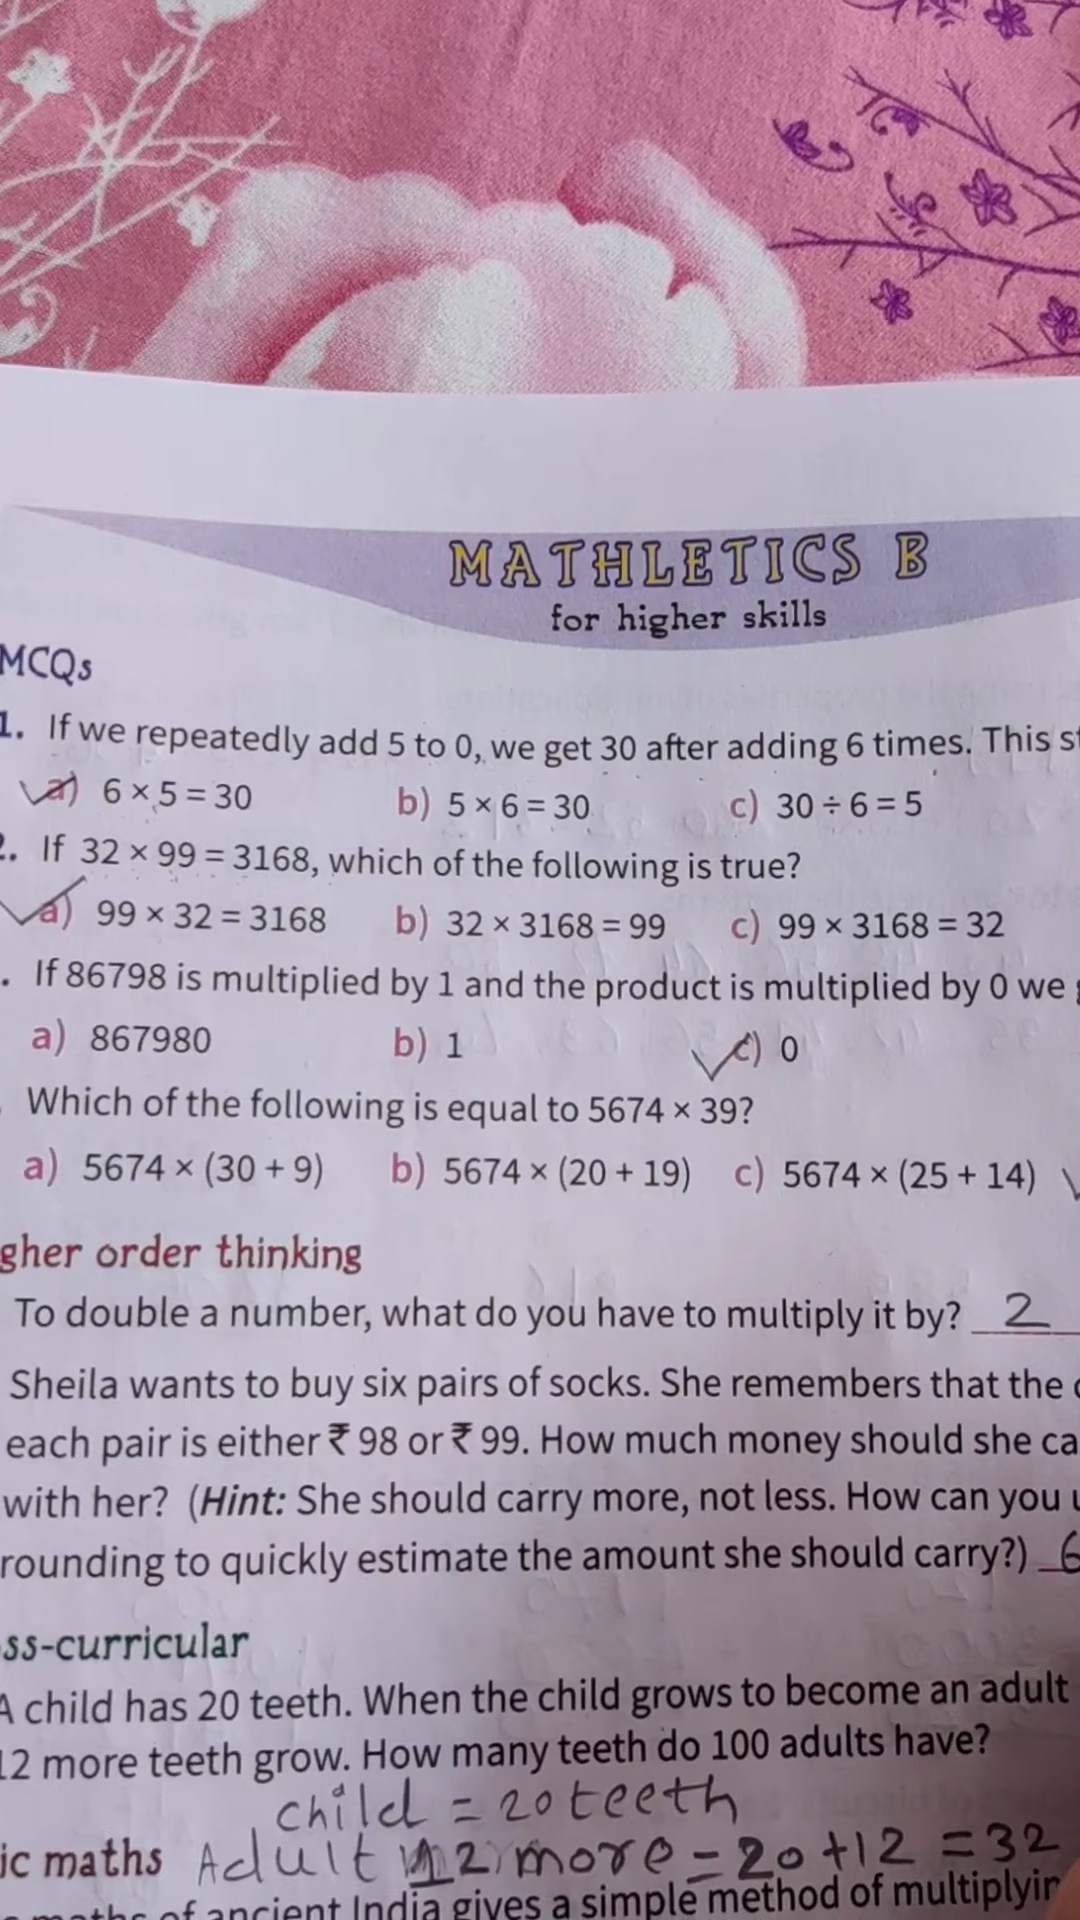 MATHLETICS B
for higher skills
MCQs
1. If we repeatedly add 5 to 0, we get 30 after adding 6 times. This
a) 6 × 5 = 30 b) 5 × 6 = 30 c) 30 ÷ 6 = 5
. If 32 × 99 = 3168, which of the following is true?
a) 99 × 32 = 3168 b) 32 × 3168 = 99 c) 99 × 3168 = 32
. If 86798 is multiplied by 1 and the product is multiplied by 0 we
a) 867980 b) 1 c) 0
Which of the following is equal to 5674 × 39?
a) 5674 × (30 + 9) b) 5674 × (20 + 19) c) 5674 × (25 + 14)
gher order thinking
To double a number, what do you have to multiply it by? 2
Sheila wants to buy six pairs of socks. She remembers that the
each pair is either ₹ 98 or ₹ 99. How much money should she ca
with her? (Hint: She should carry more, not less. How can you
rounding to quickly estimate the amount she should carry?) 6
ss-curricular
A child has 20 teeth. When the child grows to become an adult
12 more teeth grow. How many teeth do 100 adults have?
child = 20 teeth
ic maths Adult 12 more = 20 + 12 = 32
of ancient India gives a simple method of multiplyin